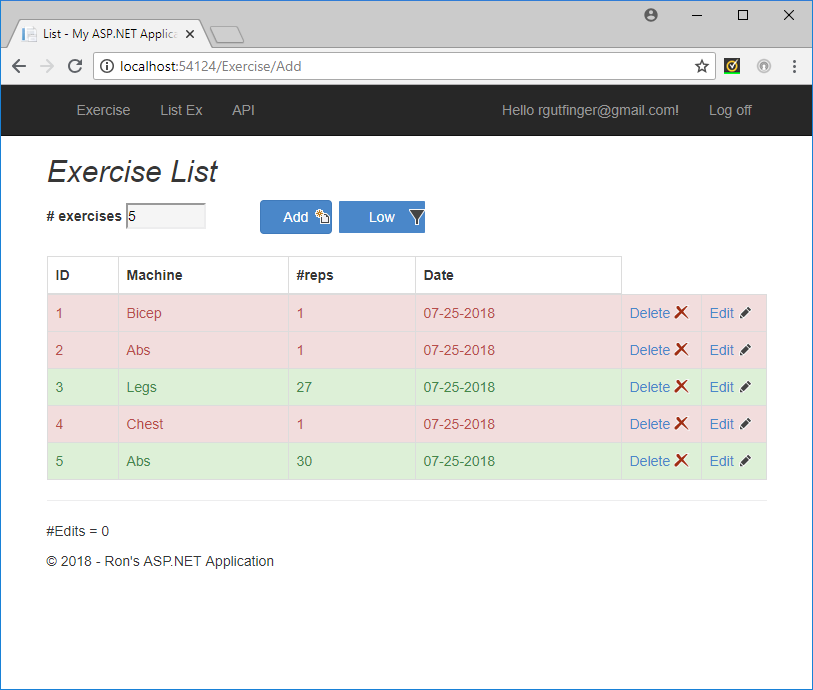 List - My ASP.NET Applica
localhost:54124/Exercise/Add
Exercise List Ex API Hello rgutfinger@gmail.com! Log off
Exercise List
# exercises 5 Add Low
ID Machine #reps Date
1 Bicep 1 07-25-2018 Delete Edit
2 Abs 1 07-25-2018 Delete Edit
3 Legs 27 07-25-2018 Delete Edit
4 Chest 1 07-25-2018 Delete Edit
5 Abs 30 07-25-2018 Delete Edit
#Edits = 0
© 2018 - Ron's ASP.NET Application